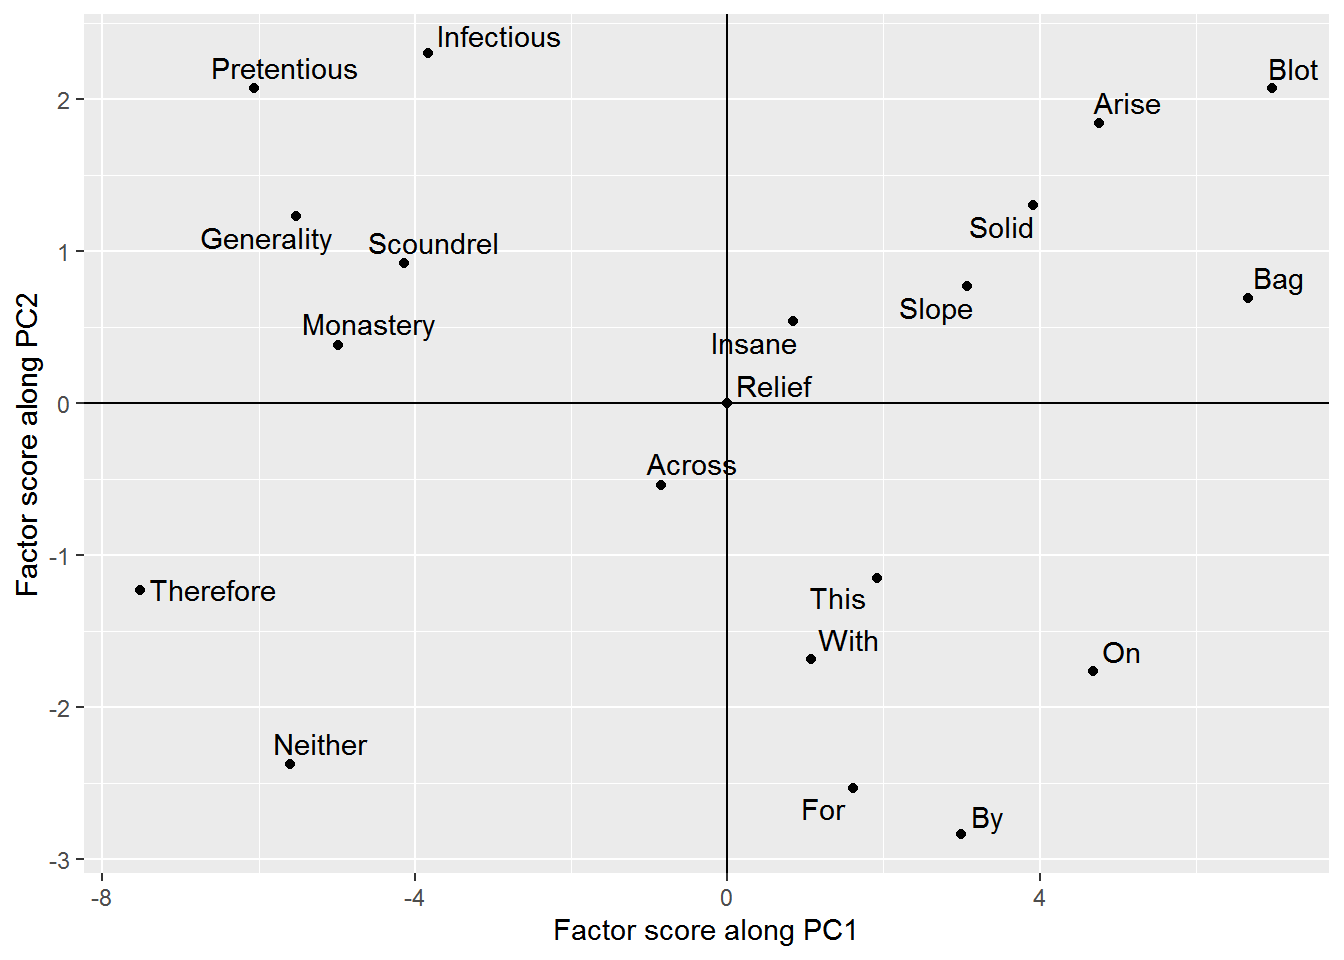 Infectious
Pretentious
Blot
Arise
2
Solid
Generality
Scoundrel
1
Bag
Slope
Monastery
Insane
Relief
0
Across
-1
Therefore
This
With
On
-2
Neither
For
By
-3
-8
-4
0
4
Factor score along PC1
Factor score along PC2